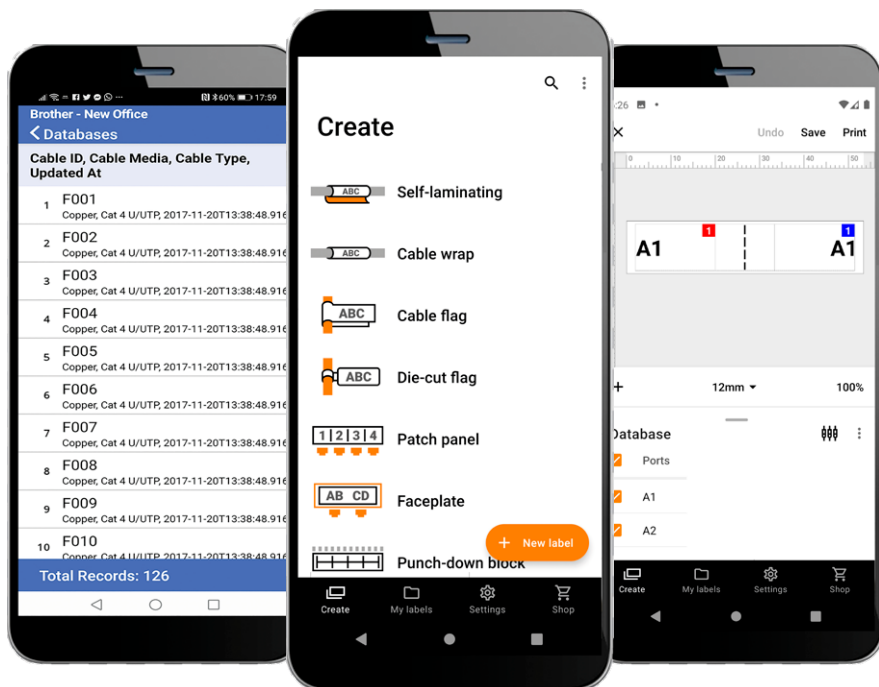 60% 17:59
Brother - New Office
Databases
Cable ID, Cable Media, Cable Type,
Updated At
1 F001
Copper, Cat 4 U/UTP, 2017-11-20T13:38:48.916
2 F002
Copper, Cat 4 U/UTP, 2017-11-20T13:38:48.916
3 F003
Copper, Cat 4 U/UTP, 2017-11-20T13:38:48.916
4 F004
Copper, Cat 4 U/UTP, 2017-11-20T13:38:48.916
5 F005
Copper, Cat 4 U/UTP, 2017-11-20T13:38:48.916
6 F006
Copper, Cat 4 U/UTP, 2017-11-20T13:38:48.916
7 F007
Copper, Cat 4 U/UTP, 2017-11-20T13:38:48.916
8 F008
Copper, Cat 4 U/UTP, 2017-11-20T13:38:48.916
9 F009
Copper, Cat 4 U/UTP, 2017-11-20T13:38:48.916
10 F010
Copper, Cat 4 U/UTP, 2017-11-20T13:38:48.916
Total Records: 126
Create
ABC Self-laminating
ABC Cable wrap
ABC Cable flag
ABC Die-cut flag
1 2 3 4 Patch panel
AB CD Faceplate
+ New label
Punch-down block
Create My labels Settings Shop
:26
Undo Save Print
0 10 20 30 40 50
1 1
A1 A1
+ 12mm 100%
Database
Ports
A1
A2
Create My labels Settings Shop